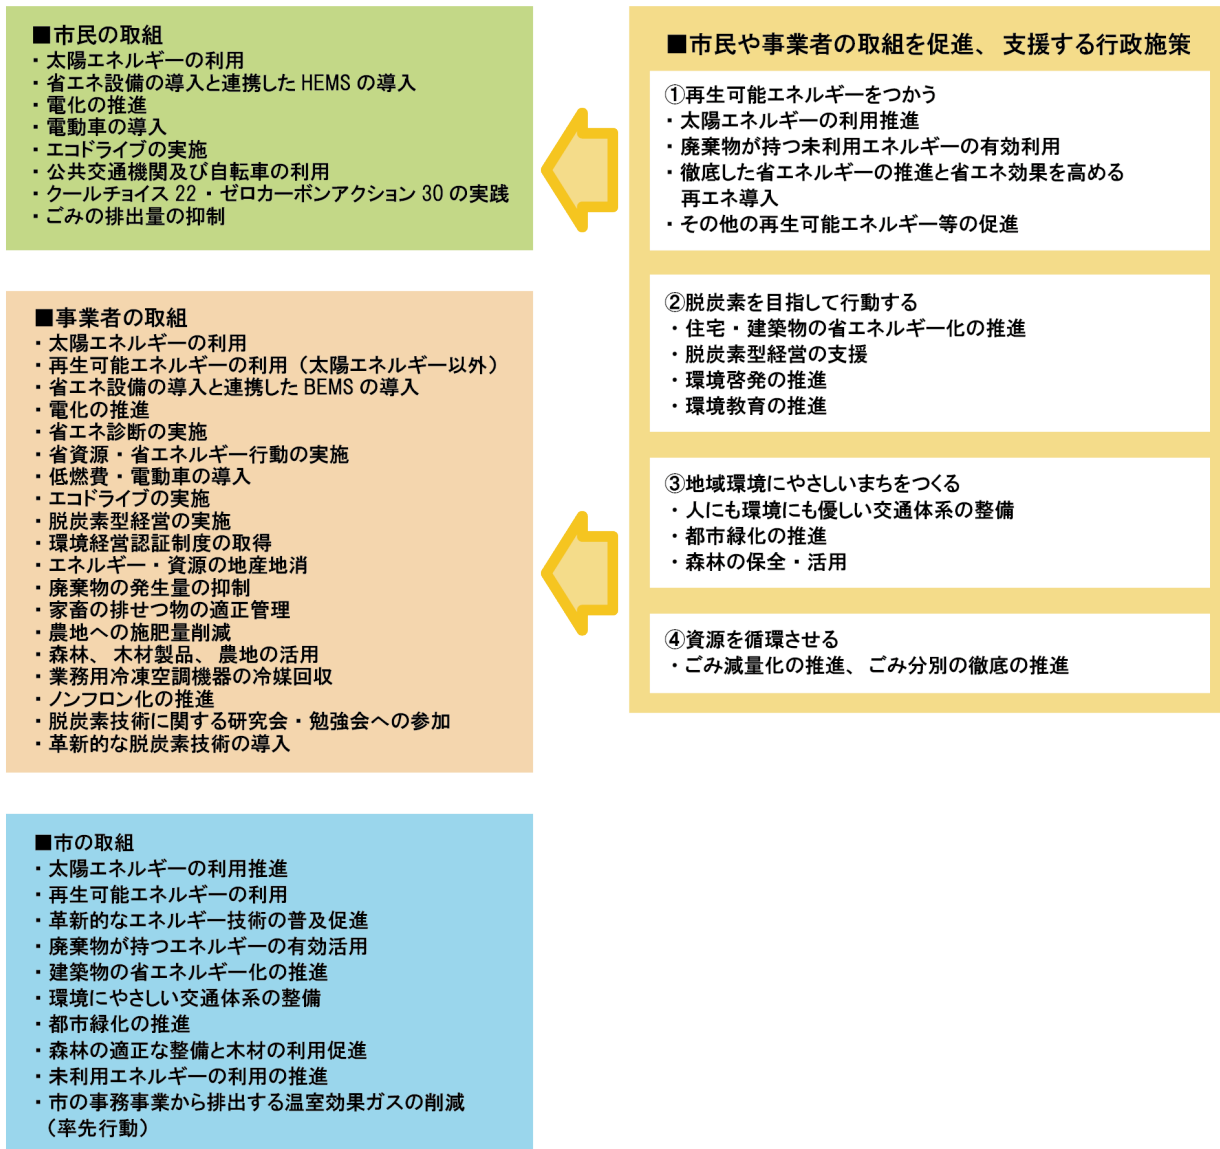 ■市民の取組
・太陽エネルギーの利用
・省エネ設備の導入と連携した HEMS の導入
・電化の推進
・電動車の導入
・エコドライブの実施
・公共交通機関及び自転車の利用
・クールチョイス 22・ゼロカーボンアクション 30 の実践
・ごみの排出量の抑制
■事業者の取組
・太陽エネルギーの利用
・再生可能エネルギーの利用（太陽エネルギー以外）
・省エネ設備の導入と連携した BEMS の導入
・電化の推進
・省エネ診断の実施
・省資源・省エネルギー行動の実施
・低燃費・電動車の導入
・エコドライブの実施
・脱炭素型経営の実施
・環境経営認証制度の取得
・エネルギー・資源の地産地消
・廃棄物の発生量の抑制
・家畜の排せつ物の適正管理
・農地への施肥量削減
・森林、木材製品、農地の活用
・業務用冷凍空調機器の冷媒回収
・ノンフロン化の推進
・脱炭素技術に関する研究会・勉強会への参加
・革新的な脱炭素技術の導入
■市の取組
・太陽エネルギーの利用推進
・再生可能エネルギーの利用
・革新的なエネルギー技術の普及促進
・廃棄物が持つエネルギーの有効活用
・建築物の省エネルギー化の推進
・環境にやさしい交通体系の整備
・都市緑化の推進
・森林の適正な整備と木材の利用促進
・未利用エネルギーの利用の推進
・市の事務事業から排出する温室効果ガスの削減
（率先行動）
■市民や事業者の取組を促進、支援する行政施策
①再生可能エネルギーをつかう
・太陽エネルギーの利用推進
・廃棄物が持つ未利用エネルギーの有効利用
・徹底した省エネルギーの推進と省エネ効果を高める
再エネ導入
・その他の再生可能エネルギー等の促進
②脱炭素を目指して行動する
・住宅・建築物の省エネルギー化の推進
・脱炭素型経営の支援
・環境啓発の推進
・環境教育の推進
③地域環境にやさしいまちをつくる
・人にも環境にも優しい交通体系の整備
・都市緑化の推進
・森林の保全・活用
④資源を循環させる
・ごみ減量化の推進、ごみ分別の徹底の推進